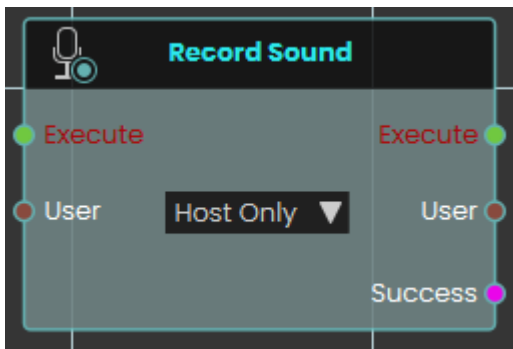 Record Sound
Execute Execute
User Host Only User
Success